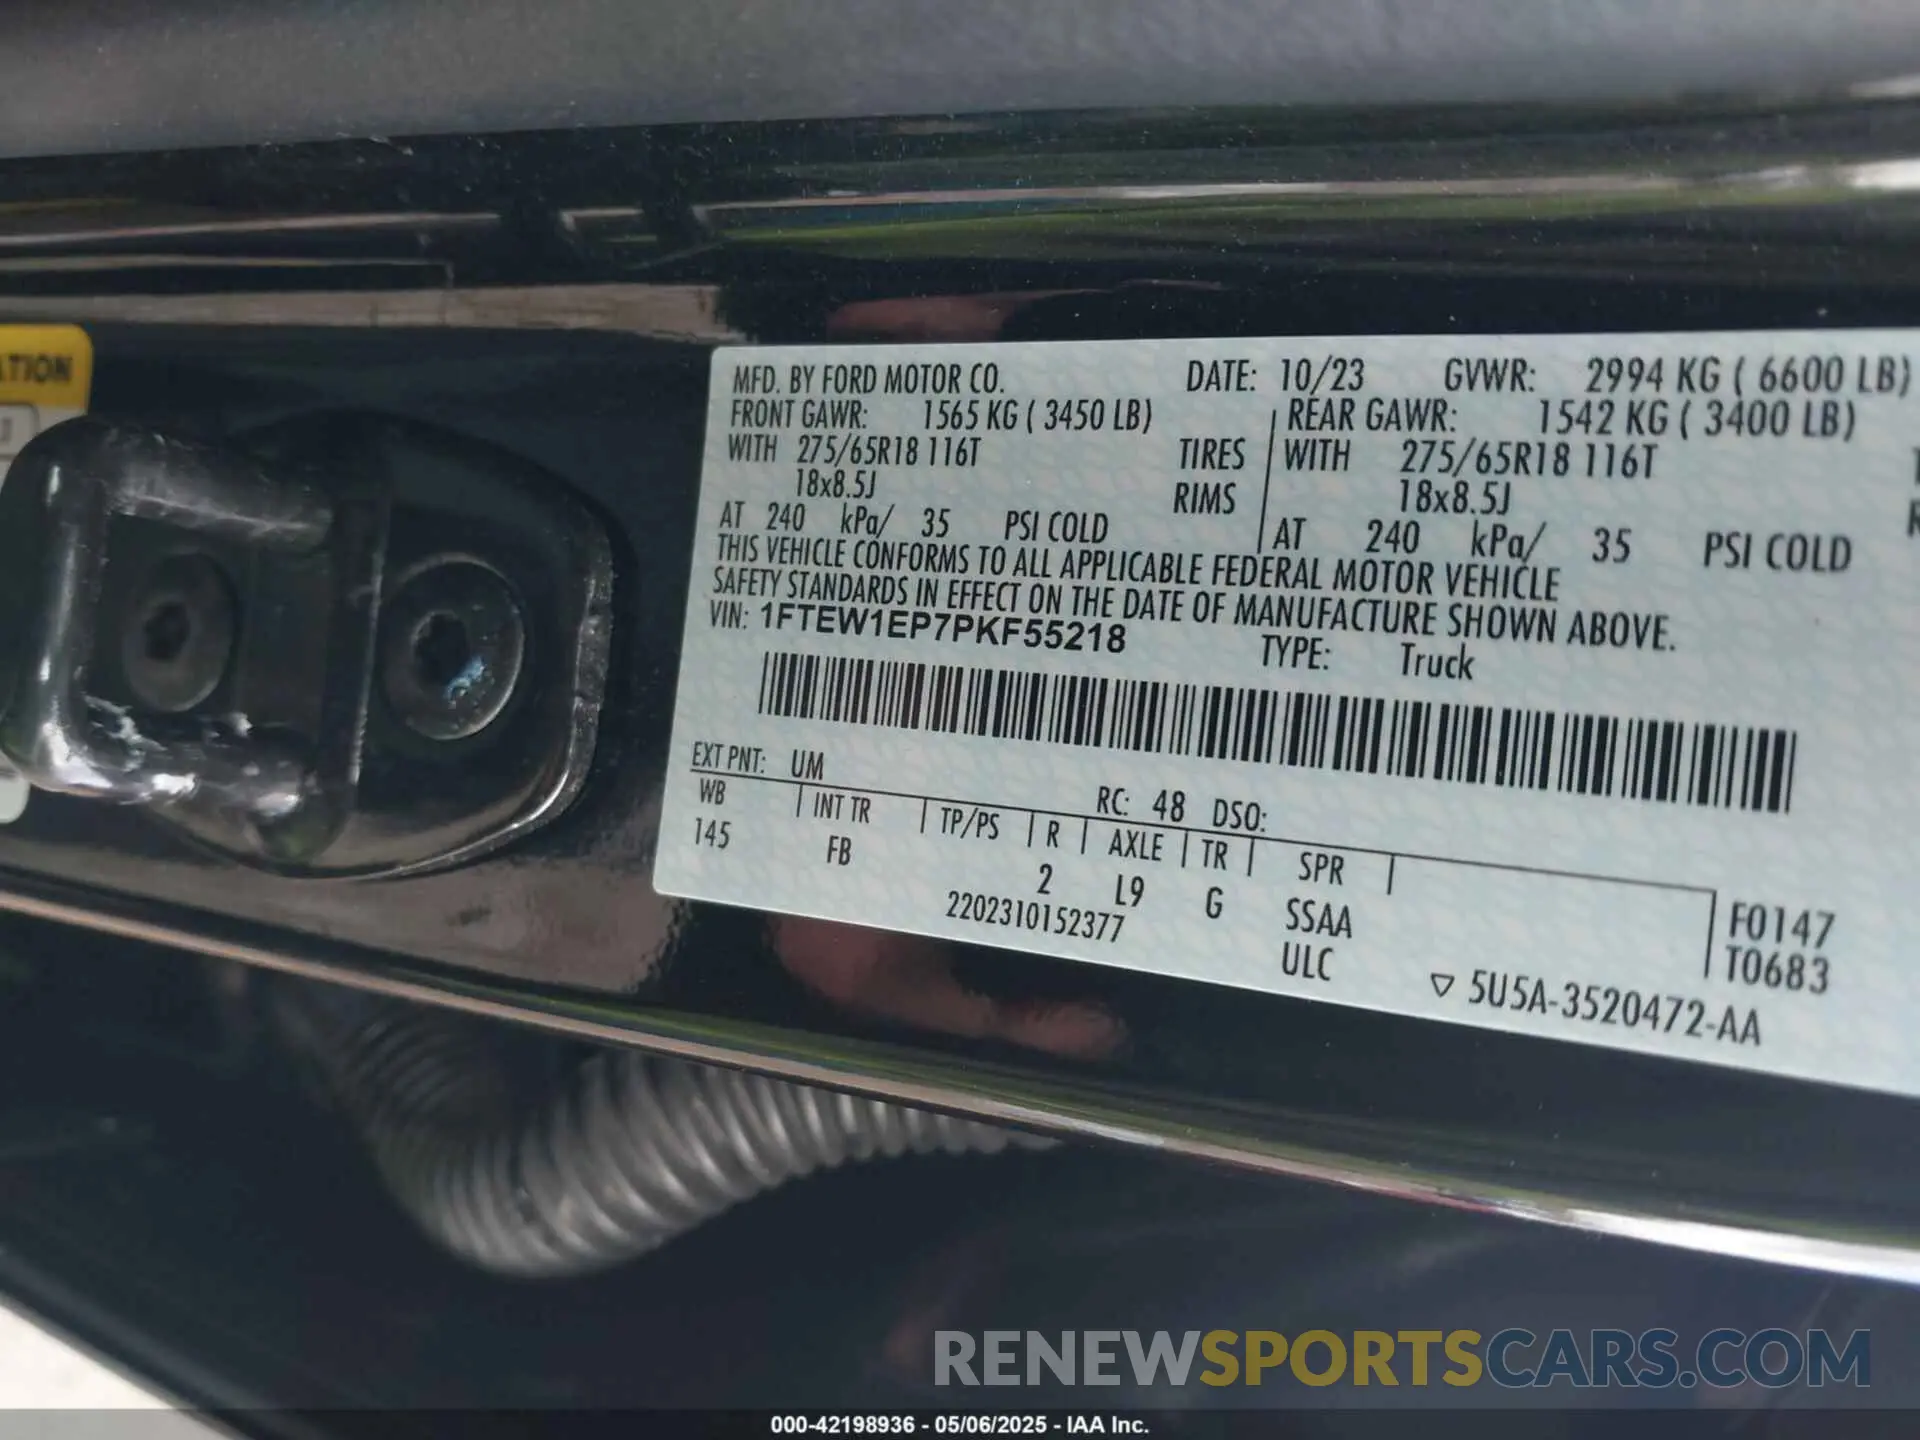 ATION
J
MFD. BY FORD MOTOR CO. DATE: 10/23 GVWR: 2994 KG ( 6600 LB)
FRONT GAWR: 1565 KG ( 3450 LB) REAR GAWR: 1542 KG ( 3400 LB)
WITH 275/65R18 116T TIRES WITH 275/65R18 116T
18x8.5J RIMS 18x8.5J
AT 240 kPa/ 35 PSI COLD AT 240 kPa/ 35 PSI COLD
THIS VEHICLE CONFORMS TO ALL APPLICABLE FEDERAL MOTOR VEHICLE
SAFETY STANDARDS IN EFFECT ON THE DATE OF MANUFACTURE SHOWN ABOVE.
VIN: 1FTEW1EP7PKF55218 TYPE: Truck
EXT PNT: UM RC: 48 DSO:
WB INT TR TP/PS R AXLE TR SPR
145 FB 2 L9 G SSAA F0147
2202310152377 ULC T0683
▽ 5U5A-3520472-AA
RENEWSPORTSCARS.COM
000-42198936 - 05/06/2025 - IAA Inc.